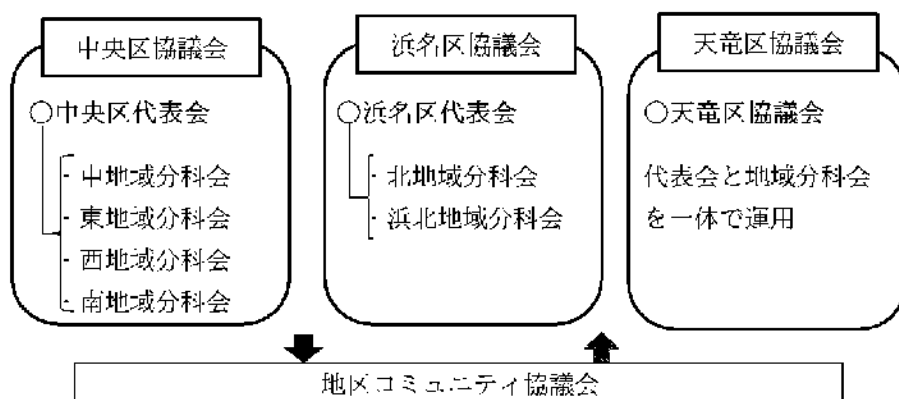 中央区協議会
○中央区代表会
・中地域分科会
・東地域分科会
・西地域分科会
・南地域分科会
浜名区協議会
○浜名区代表会
・北地域分科会
・浜北地域分科会
天竜区協議会
○天竜区協議会
代表会と地域分科会
を一体で運用
地区コミュニティ協議会